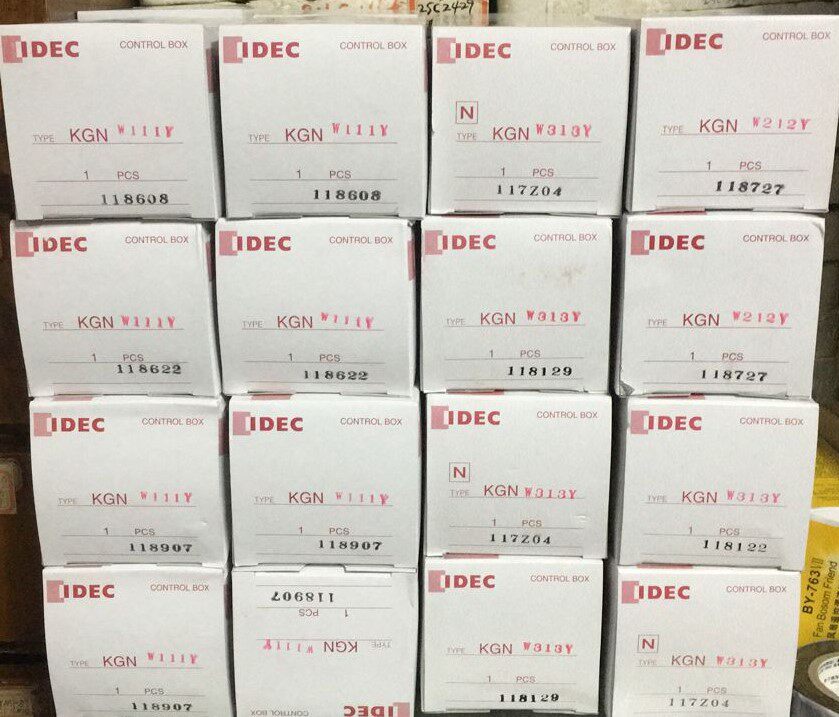 25C2429
IDEC CONTROL BOX
TYPE KGN W111Y
1 PCS
118608
IDEC CONTROL BOX
TYPE KGN W111Y
1 PCS
118608
IDEC CONTROL BOX
N
TYPE KGN W313Y
1 PCS
117Z04
IDEC CONTROL BOX
TYPE KGN W212Y
1 PCS
118727
IDEC CONTROL BOX
TYPE KGN W111Y
1 PCS
118622
IDEC CONTROL BOX
TYPE KGN W111Y
1 PCS
118622
IDEC CONTROL BOX
TYPE KGN W313Y
1 PCS
118129
IDEC CONTROL BOX
TYPE KGN W212Y
1 PCS
118727
IDEC CONTROL BOX
TYPE KGN W111Y
1 PCS
118907
IDEC CONTROL BOX
TYPE KGN W111Y
1 PCS
118907
IDEC CONTROL BOX
N
TYPE KGN W313Y
1 PCS
117Z04
IDEC CONTROL BOX
TYPE KGN W313Y
1 PCS
118122
IDEC CONTROL BOX
TYPE KGN W111Y
1 PCS
118907
IDEC CONTROL BOX
TYPE KGN W111Y
1 PCS
118907
IDEC CONTROL BOX
TYPE KGN W313Y
1 PCS
118129
IDEC CONTROL BOX
N
TYPE KGN W313Y
1 PCS
117Z04
BY-763
Fan Bosom Friend